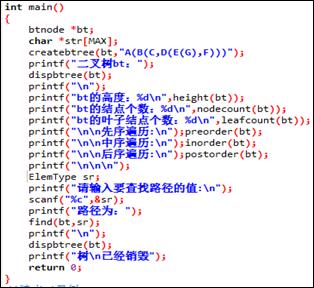 int main()
{
btnode *bt;
char *str[MAX];
createbtree(bt,"A(B(C,D(E(G),F)))");
printf("二叉树bt：");
dispbtree(bt);
printf("\n");
printf("bt的高度：%d\n",height(bt));
printf("bt的结点个数：%d\n",nodecount(bt));
printf("bt的叶子结点个数：%d\n",leafcount(bt));
printf("\n\n先序遍历:\n");preorder(bt);
printf("\n\n中序遍历:\n");inorder(bt);
printf("\n\n后序遍历:\n");postorder(bt);
printf("\n\n\n");
ElemType sr;
printf("请输入要查找路径的值:\n");
scanf("%c",&sr);
printf("路径为：");
find(bt,sr);
printf("\n");
dispbtree(bt);
printf("树\n已经销毁");
return 0;
}